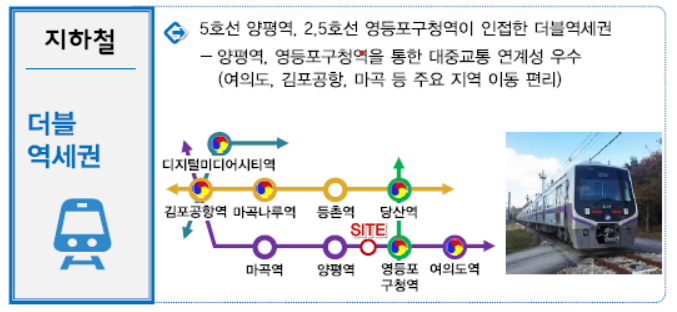 지하철
더블
역세권
5호선 양평역, 2,5호선 영등포구청역이 인접한 더블역세권
– 양평역, 영등포구청역을 통한 대중교통 연계성 우수
(여의도, 김포공항, 마곡 등 주요 지역 이동 편리)
디지털미디어시티역
김포공항역 마곡나루역 등촌역 당산역
SITE
마곡역 양평역 영등포 여의도역
구청역